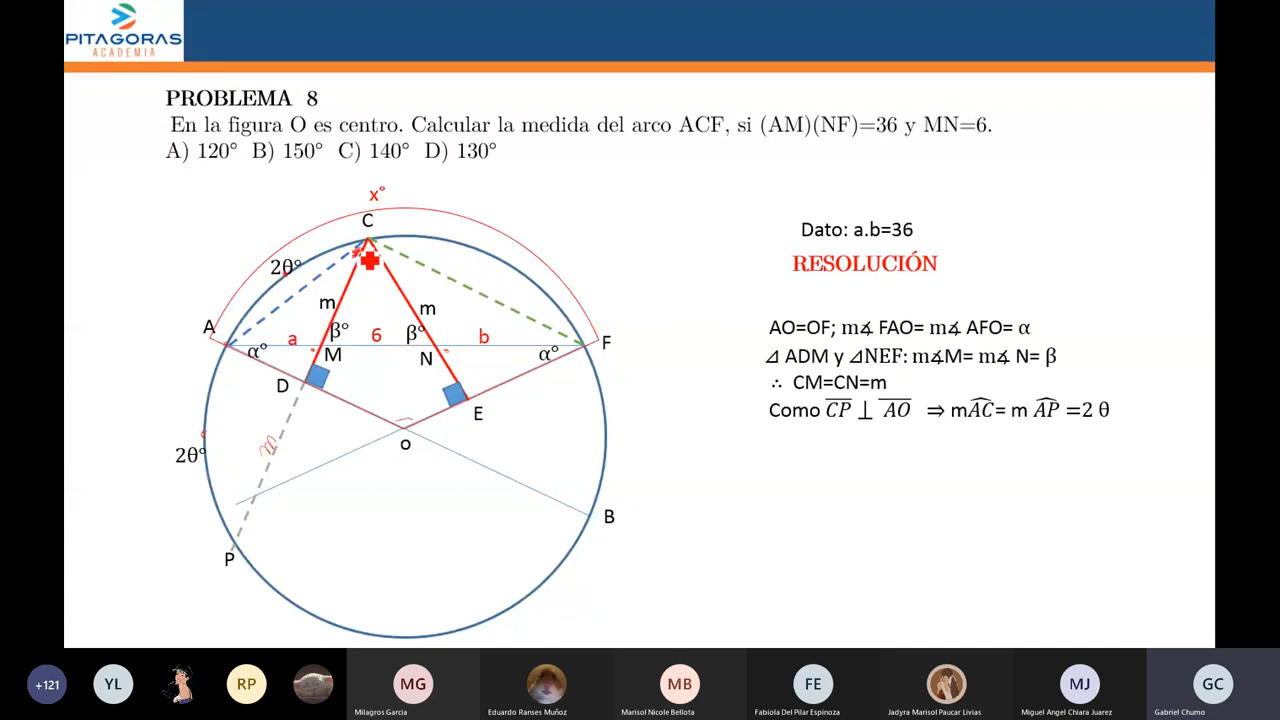 PITAGORAS
ACADEMIA
PROBLEMA 8
En la figura O es centro. Calcular la medida del arco ACF, si (AM)(NF)=36 y MN=6.
A) 120° B) 150° C) 140° D) 130°
x°
C
2θ°
m
m
A
a
β°
6
β°
b
F
α°
M
N
α°
D
E
o
2θ°
m
B
P
Dato: a.b=36
RESOLUCIÓN
AO=OF; m∡ FAO= m∡ AFO= α
⊿ ADM y ⊿NEF: m∡M= m∡ N= β
∴ CM=CN=m
Como CP ⊥ AO ⇒ mAC= m AP =2 θ
+121
YL
RP
MG
Milagros Garcia
Eduardo Ranses Muñoz
MB
Marisol Nicole Bellota
FE
Fabiola Del Pilar Espinoza
Jadyra Marisol Paucar Livias
MJ
Miguel Angel Chiara Juarez
GC
Gabriel Chumo